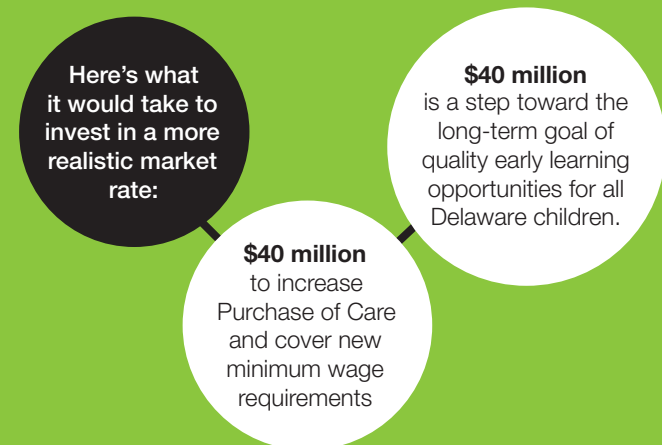 Here’s what
it would take to
invest in a more
realistic market
rate:
$40 million
to increase
Purchase of Care
and cover new
minimum wage
requirements
$40 million
is a step toward the
long-term goal of
quality early learning
opportunities for all
Delaware children.